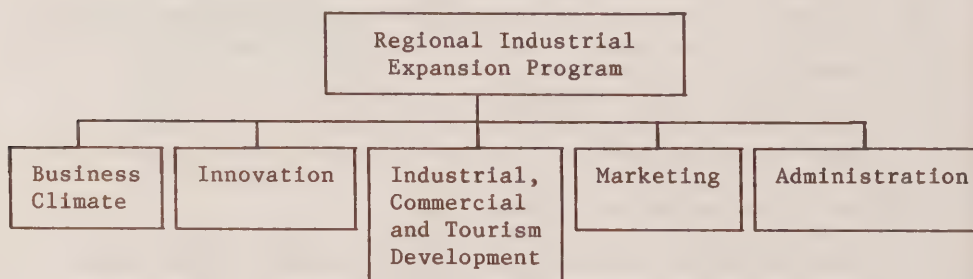 Regional Industrial
Expansion Program
Business
Climate
Innovation
Industrial,
Commercial
and Tourism
Development
Marketing
Administration